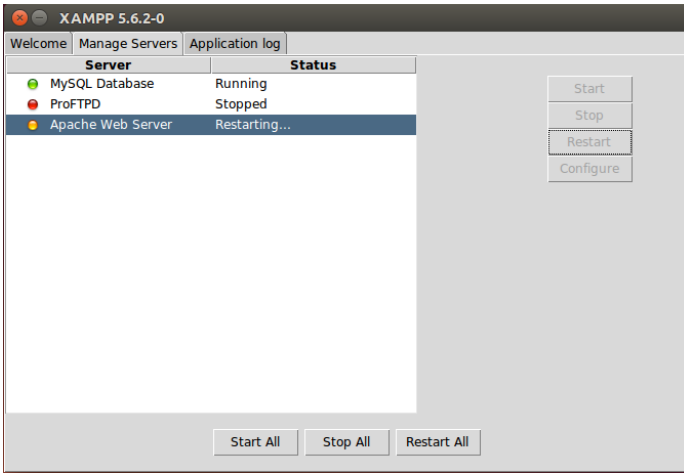 XAMPP 5.6.2-0
Welcome Manage Servers Application log
Server Status
MySQL Database Running
ProFTPD Stopped
Apache Web Server Restarting...
Start
Stop
Restart
Configure
Start All Stop All Restart All